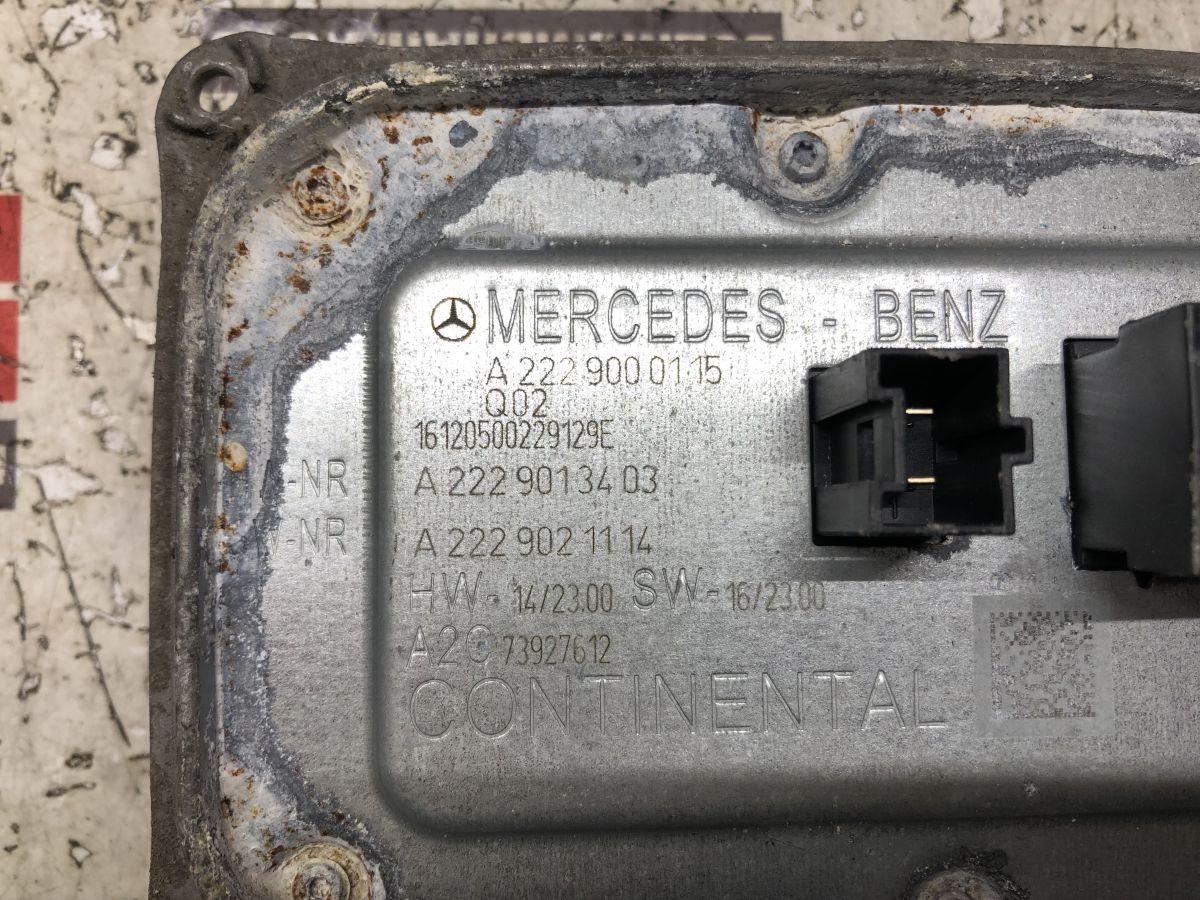 MERCEDES - BENZ
A 222 900 01 15
Q02
16120500229129E
-NR A 222 901 34 03
-NR A 222 902 11 14
HW- 14/23.00 SW- 16/23.00
A2C 73927612
CONTINENTAL